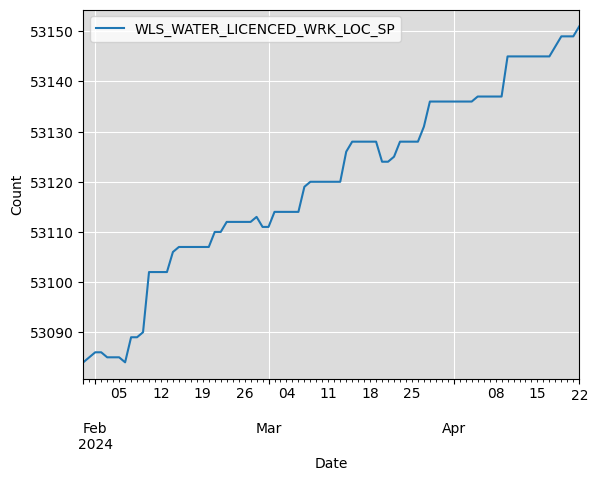 WLS_WATER_LICENCED_WRK_LOC_SP
53150
53140
53130
53120
53110
53100
53090
Count
05 12 19 26 04 11 18 25 08 15 22
Feb Mar Apr
2024
Date